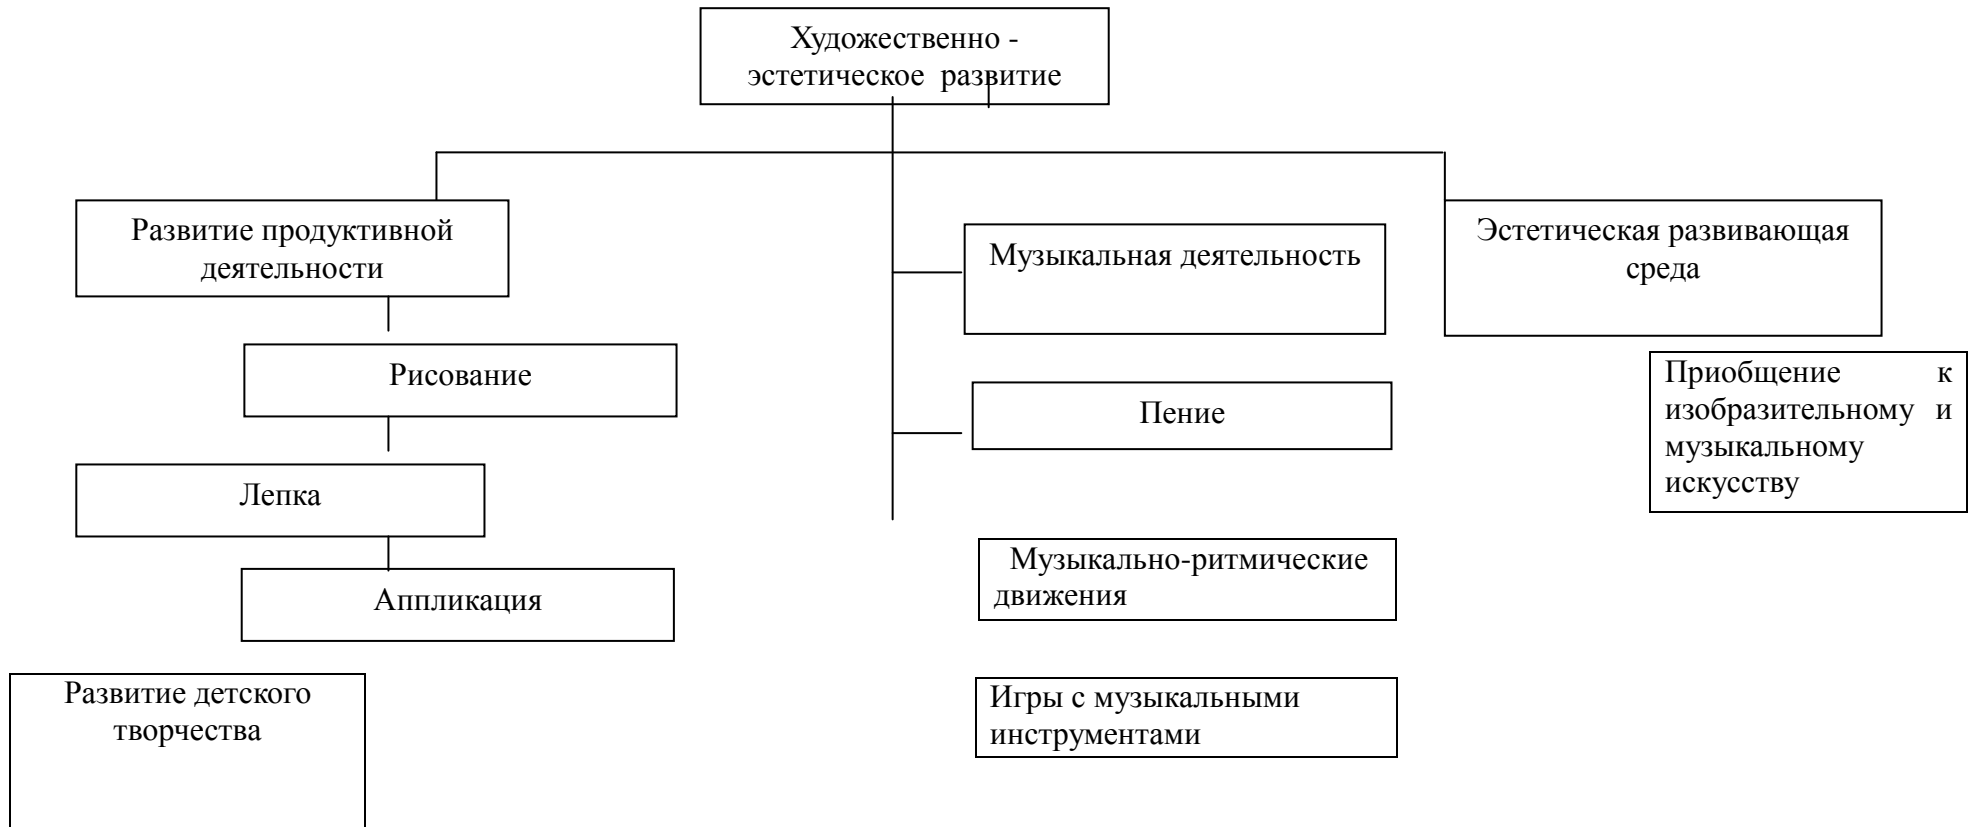 Художественно -
эстетическое развитие
Развитие продуктивной
деятельности
Музыкальная деятельность
Эстетическая развивающая
среда
Рисование
Пение
Приобщение к
изобразительному и
музыкальному
искусству
Лепка
Музыкально-ритмические
движения
Аппликация
Развитие детского
творчества
Игры с музыкальными
инструментами